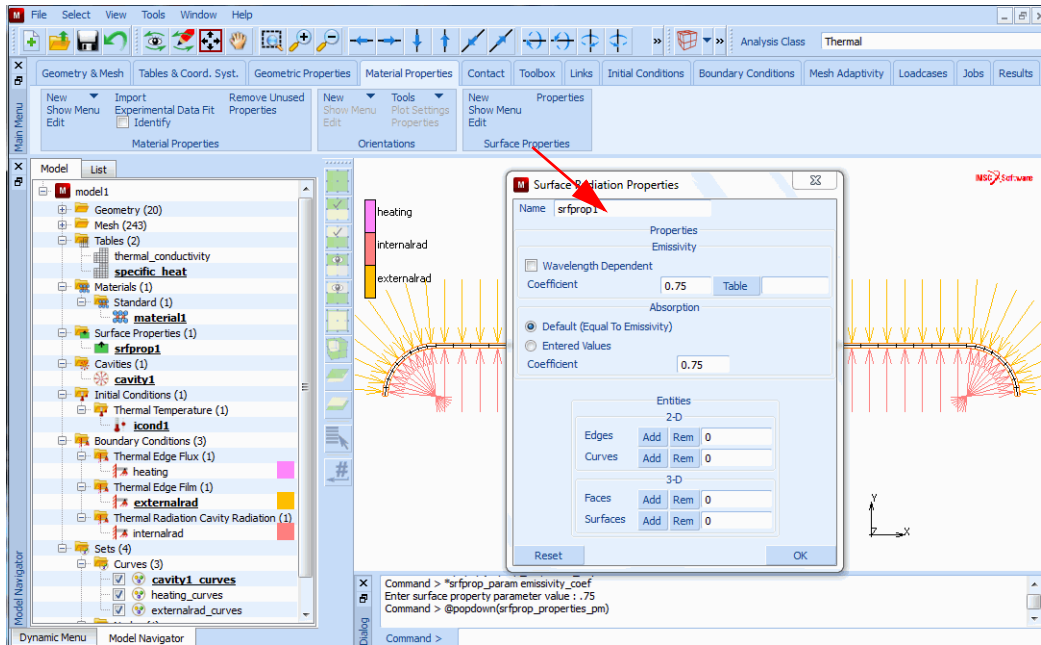 File Select View Tools Window Help
» » Analysis Class Thermal
Geometry & Mesh Tables & Coord. Syst. Geometric Properties Material Properties Contact Toolbox Links Initial Conditions Boundary Conditions Mesh Adaptivity Loadcases Jobs Results
Main Menu
New Import Remove Unused
Show Menu Experimental Data Fit Properties
Edit Identify
Material Properties
New Tools
Show Menu Plot Settings
Edit Properties
Orientations
New Properties
Show Menu
Edit
Surface Properties
Model List
model1
Geometry (20)
Mesh (243)
Tables (2)
thermal_conductivity
specific_heat
Materials (1)
Standard (1)
material1
Surface Properties (1)
srfprop1
Cavities (1)
cavity1
Initial Conditions (1)
Thermal Temperature (1)
icond1
Boundary Conditions (3)
Thermal Edge Flux (1)
heating
Thermal Edge Film (1)
externalrad
Thermal Radiation Cavity Radiation (1)
internalrad
Sets (4)
Curves (3)
cavity1_curves
heating_curves
externalrad_curves
Model Navigator
Dynamic Menu Model Navigator
heating
internalrad
externalrad
MSC Software
Surface Radiation Properties
Name srfprop1
Properties
Emissivity
Wavelength Dependent
Coefficient 0.75 Table
Absorption
Default (Equal To Emissivity)
Entered Values
Coefficient 0.75
Entities
2-D
Edges Add Rem 0
Curves Add Rem 0
3-D
Faces Add Rem 0
Surfaces Add Rem 0
Reset OK
Y
Z X
Dialog
Command > *srfprop_param emissivity_coef
Enter surface property parameter value : .75
Command > @popdown(srfprop_properties_pm)
Command >